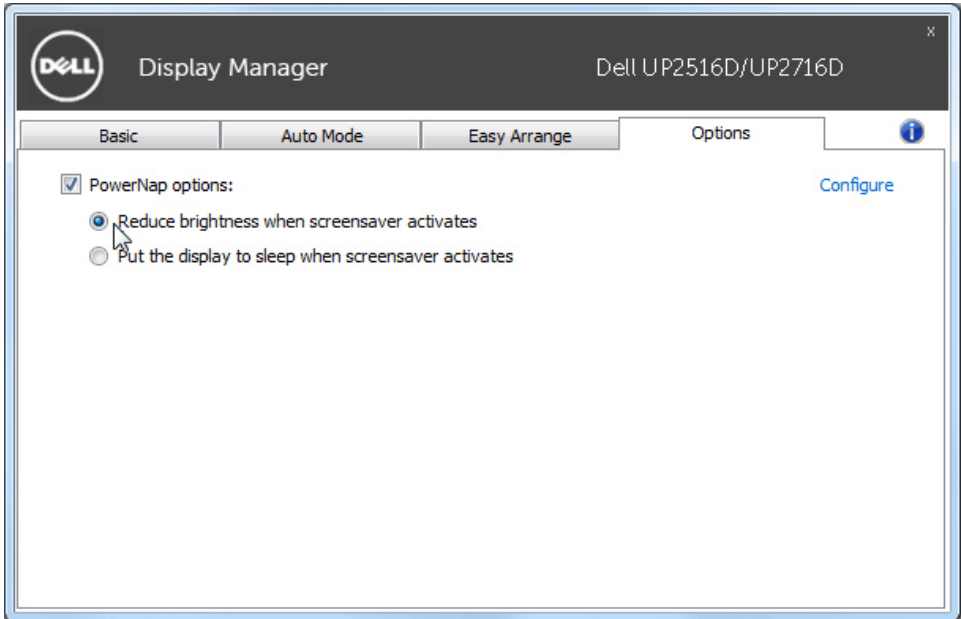 x
DELL Display Manager Dell UP2516D/UP2716D
Basic Auto Mode Easy Arrange Options i
PowerNap options: Configure
Reduce brightness when screensaver activates
Put the display to sleep when screensaver activates